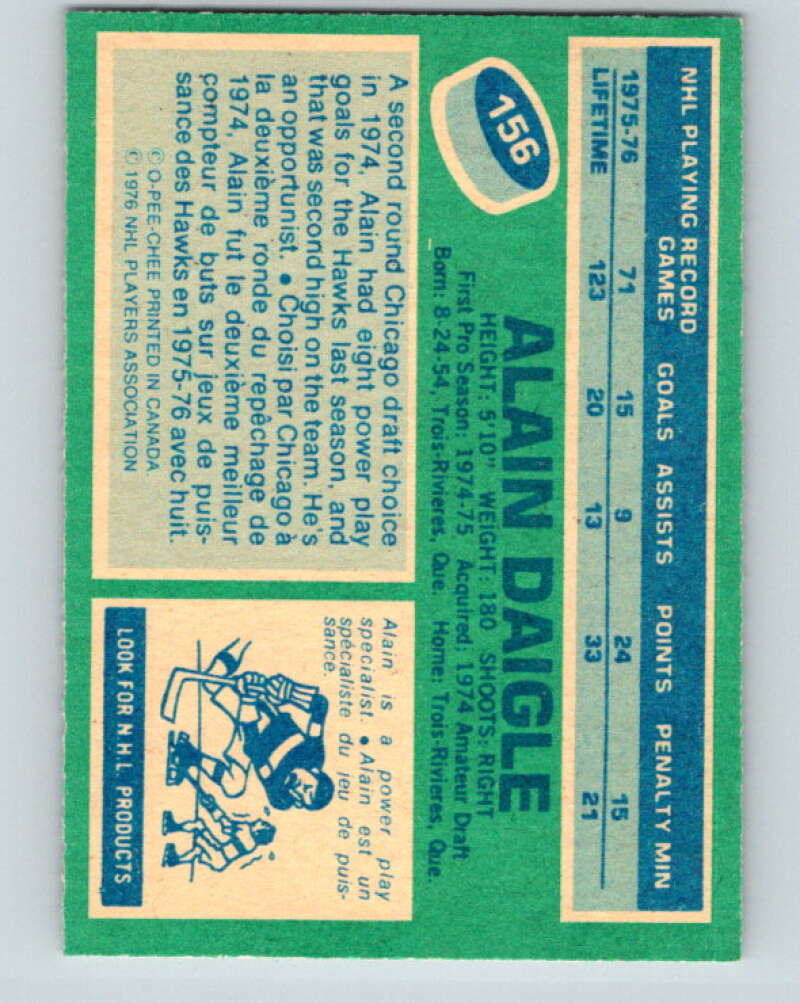 NHL PLAYING RECORD
GAMES GOALS ASSISTS POINTS PENALTY MIN
1975-76 71 15 9 24 15
LIFETIME 123 20 13 33 21
156
ALAIN DAIGLE
HEIGHT: 5'10" WEIGHT: 180 SHOOTS: RIGHT
First Pro Season: 1974-75 Acquired: 1974 Amateur Draft
Born: 8-24-54, Trois-Rivieres, Que. Home: Trois-Rivieres, Que.
A second round Chicago draft choice
in 1974, Alain had eight power play
goals for the Hawks last season, and
that was second high on the team. He's
an opportunist. • Choisi par Chicago à
la deuxième ronde du repêchage de
1974, Alain fut le deuxième meilleur
compteur de buts sur jeux de puis-
sance des Hawks en 1975-76 avec huit.
© O-PEE-CHEE PRINTED IN CANADA
© 1976 NHL PLAYERS ASSOCIATION
Alain is a power play
specialist. • Alain est un
spécialiste du jeu de puis-
sance.
LOOK FOR N.H.L. PRODUCTS